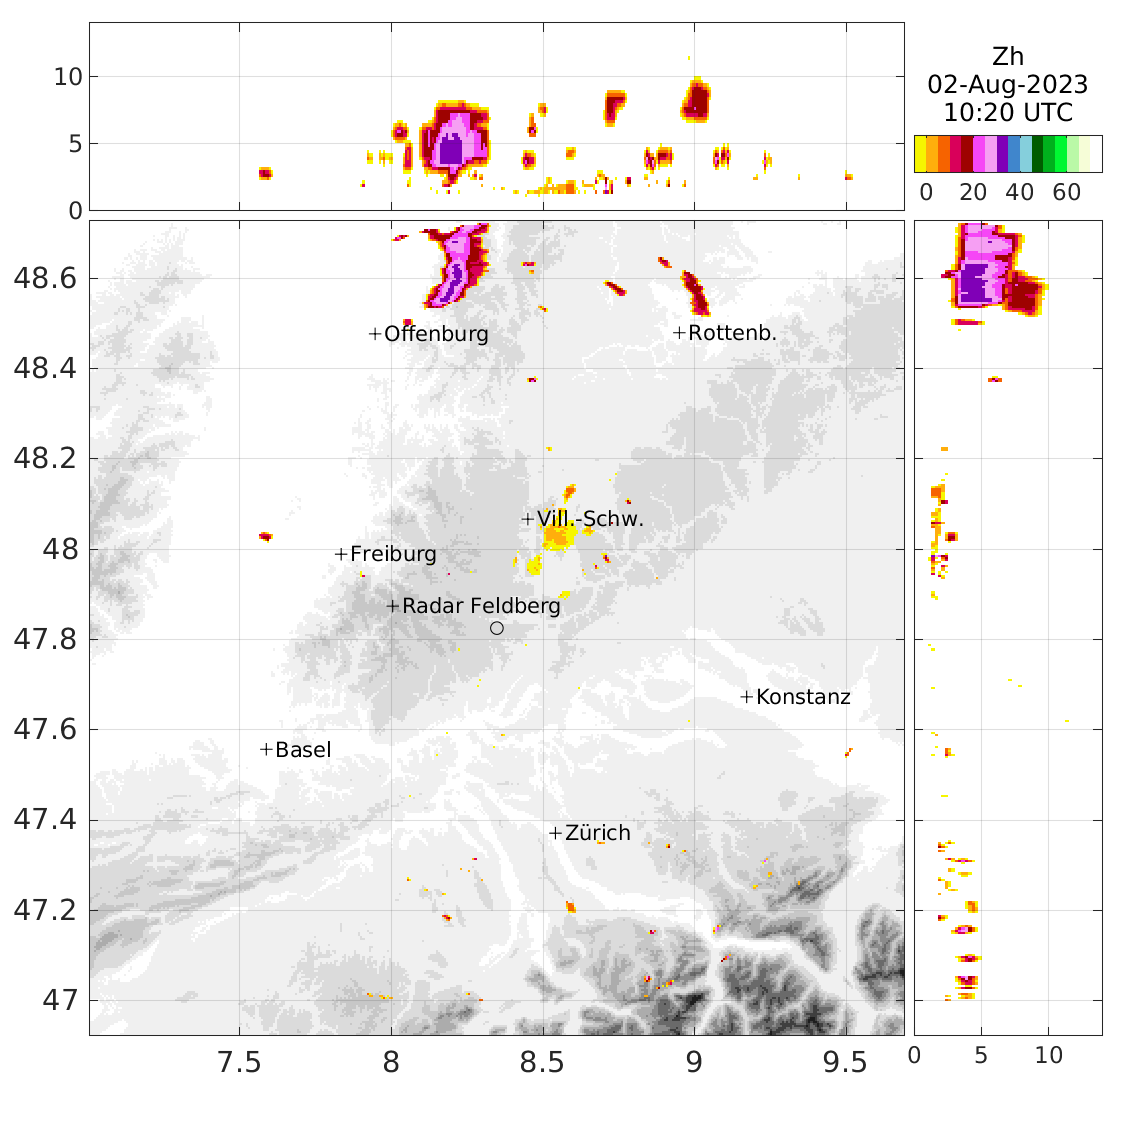 Zh
02-Aug-2023
10:20 UTC
0 20 40 60
10
5
0
48.6
48.4
48.2
48
47.8
47.6
47.4
47.2
47
Offenburg
Rottenb.
Vill.-Schw.
Freiburg
Radar Feldberg
Konstanz
Basel
Zürich
7.5 8 8.5 9 9.5
0 5 10